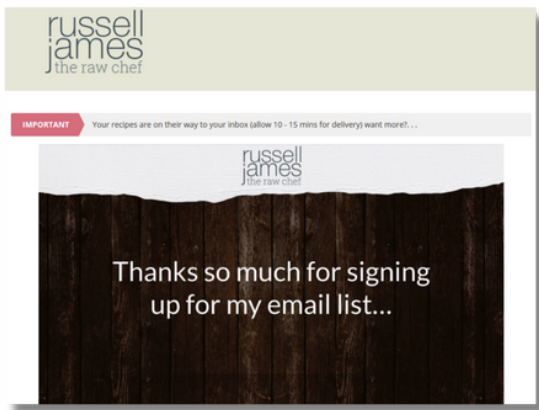 russell
james
the raw chef
IMPORTANT Your recipes are on their way to your inbox (allow 10 - 15 mins for delivery) want more?. . .
russell
james
the raw chef
Thanks so much for signing
up for my email list...